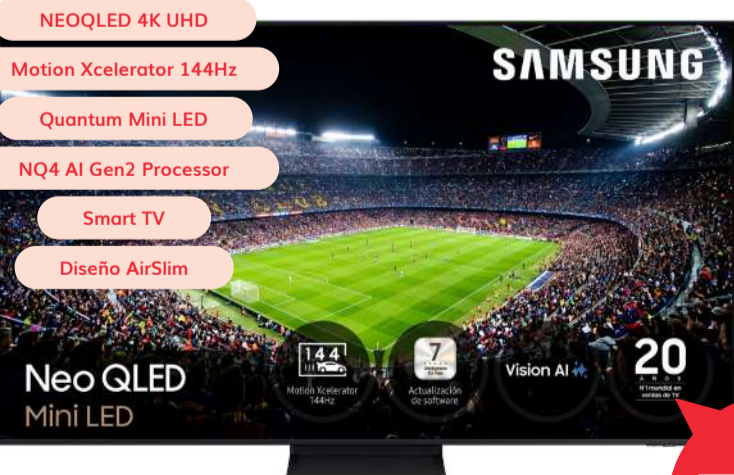 NEOQLED 4K UHD
Motion Xcelerator 144Hz
Quantum Mini LED
NQ4 AI Gen2 Processor
Smart TV
Diseño AirSlim
SAMSUNG
Neo QLED
Mini LED
144
Motion Xcelerator
144Hz
7
Actualización
de software
Vision AI
20
AÑOS
Nº1 mundial en
ventas de TV